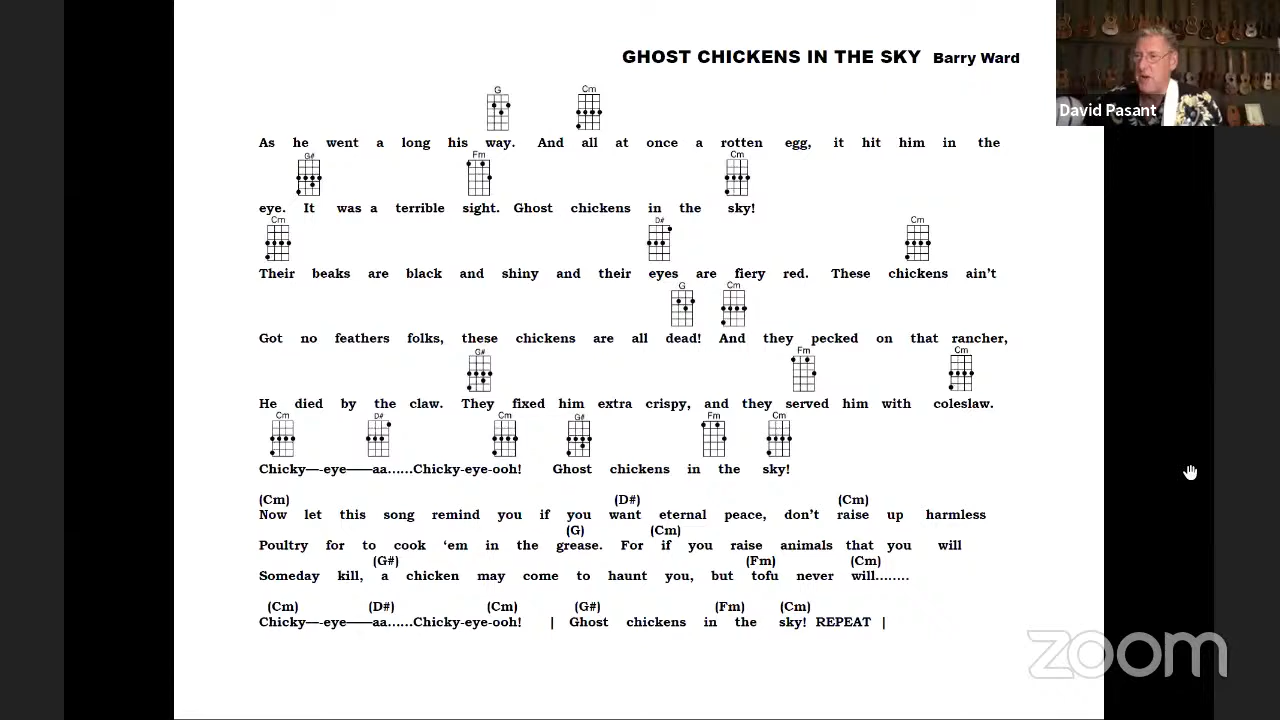 GHOST CHICKENS IN THE SKY Barry Ward
David Pasant
G Cm
As he went a long his way. And all at once a rotten egg, it hit him in the
G# Fm Cm
eye. It was a terrible sight. Ghost chickens in the sky!
Cm D# Cm
Their beaks are black and shiny and their eyes are fiery red. These chickens ain't
G Cm
Got no feathers folks, these chickens are all dead! And they pecked on that rancher,
G# Fm Cm
He died by the claw. They fixed him extra crispy, and they served him with coleslaw.
Cm D# Cm G# Fm Cm
Chicky—-eye——aa……Chicky-eye-ooh! Ghost chickens in the sky!
(Cm) (D#) (Cm)
Now let this song remind you if you want eternal peace, don't raise up harmless
(G) (Cm)
Poultry for to cook 'em in the grease. For if you raise animals that you will
(G#) (Fm) (Cm)
Someday kill, a chicken may come to haunt you, but tofu never will……..
(Cm) (D#) (Cm) (G#) (Fm) (Cm)
Chicky—-eye——aa……Chicky-eye-ooh! | Ghost chickens in the sky! REPEAT |
zoom